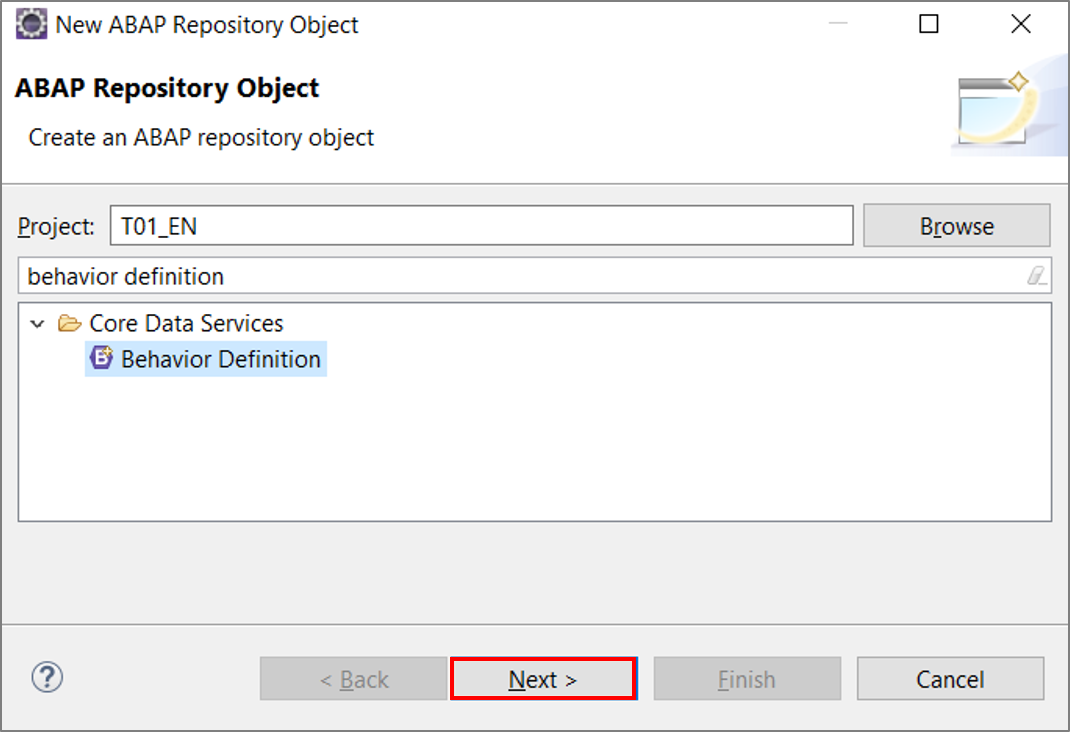 New ABAP Repository Object
ABAP Repository Object
Create an ABAP repository object
Project: T01_EN Browse
behavior definition
Core Data Services
Behavior Definition
? < Back Next > Finish Cancel